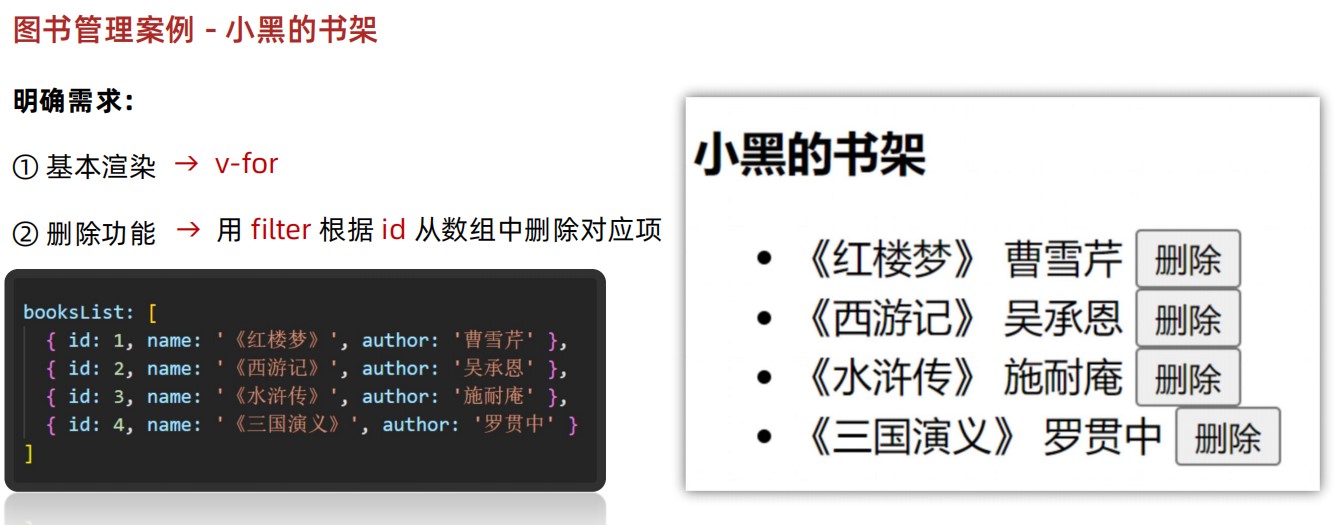 图书管理案例 - 小黑的书架
明确需求:
① 基本渲染 → v-for
② 删除功能 → 用 filter 根据 id 从数组中删除对应项
booksList: [
{ id: 1, name: '《红楼梦》', author: '曹雪芹' },
{ id: 2, name: '《西游记》', author: '吴承恩' },
{ id: 3, name: '《水浒传》', author: '施耐庵' },
{ id: 4, name: '《三国演义》', author: '罗贯中' }
]
小黑的书架
• 《红楼梦》 曹雪芹 删除
• 《西游记》 吴承恩 删除
• 《水浒传》 施耐庵 删除
• 《三国演义》 罗贯中 删除